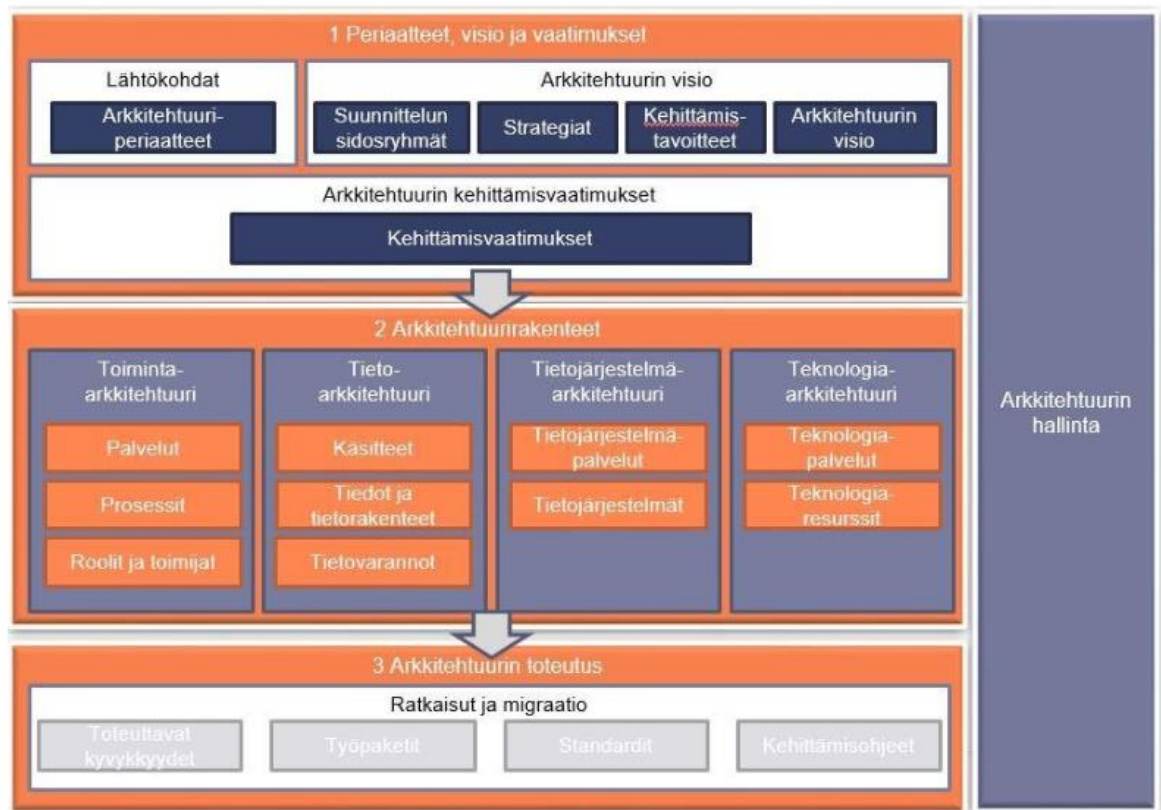 1 Periaatteet, visio ja vaatimukset
Lähtökohdat
Arkkitehtuuri-
periaatteet
Arkkitehtuurin visio
Suunnittelun
sidosryhmät
Strategiat
Kehittämis-
tavoitteet
Arkkitehtuurin
visio
Arkkitehtuurin kehittämisvaatimukset
Kehittämisvaatimukset
2 Arkkitehtuurirakenteet
Toiminta-
arkkitehtuuri
Palvelut
Prosessit
Roolit ja toimijat
Tieto-
arkkitehtuuri
Käsitteet
Tiedot ja
tietorakenteet
Tietovarannot
Tietojärjestelmä-
arkkitehtuuri
Tietojärjestelmä-
palvelut
Tietojärjestelmät
Teknologia-
arkkitehtuuri
Teknologia-
palvelut
Teknologia-
resurssit
3 Arkkitehtuurin toteutus
Ratkaisut ja migraatio
Toteuttavat
kyvykkyydet
Työpaketit
Standardit
Kehittämisohjeet
Arkkitehtuurin
hallinta